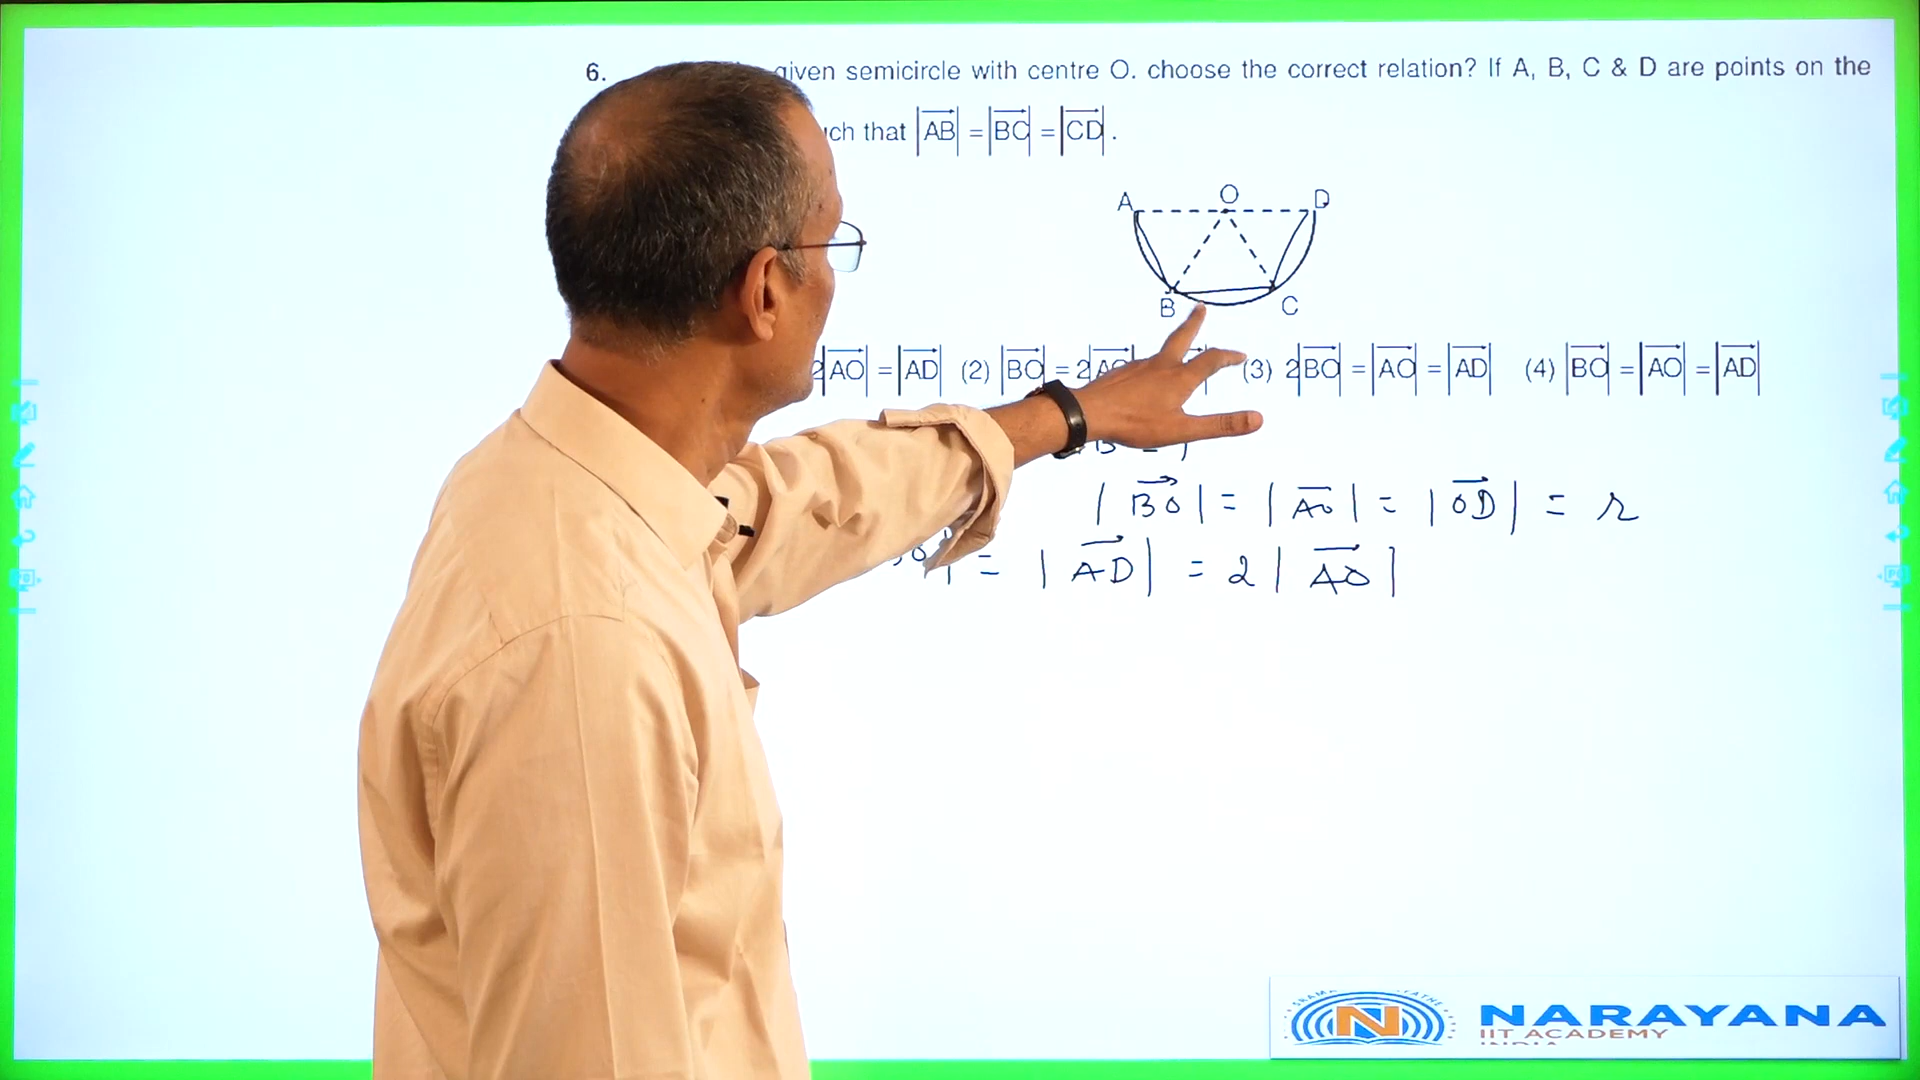 6. given semicircle with centre O. choose the correct relation? If A, B, C & D are points on the
that |AB| = |BC| = |CD| .
A O D
B C
2|AO| = |AD| (2) |BO| = 2 (3) 2|BO| = |AO| = |AD| (4) |BO| = |AO| = |AD|
|BO| = |AO| = |OD| = r
= |AD| = 2|AO|
N NARAYANA
IIT ACADEMY
INDIA